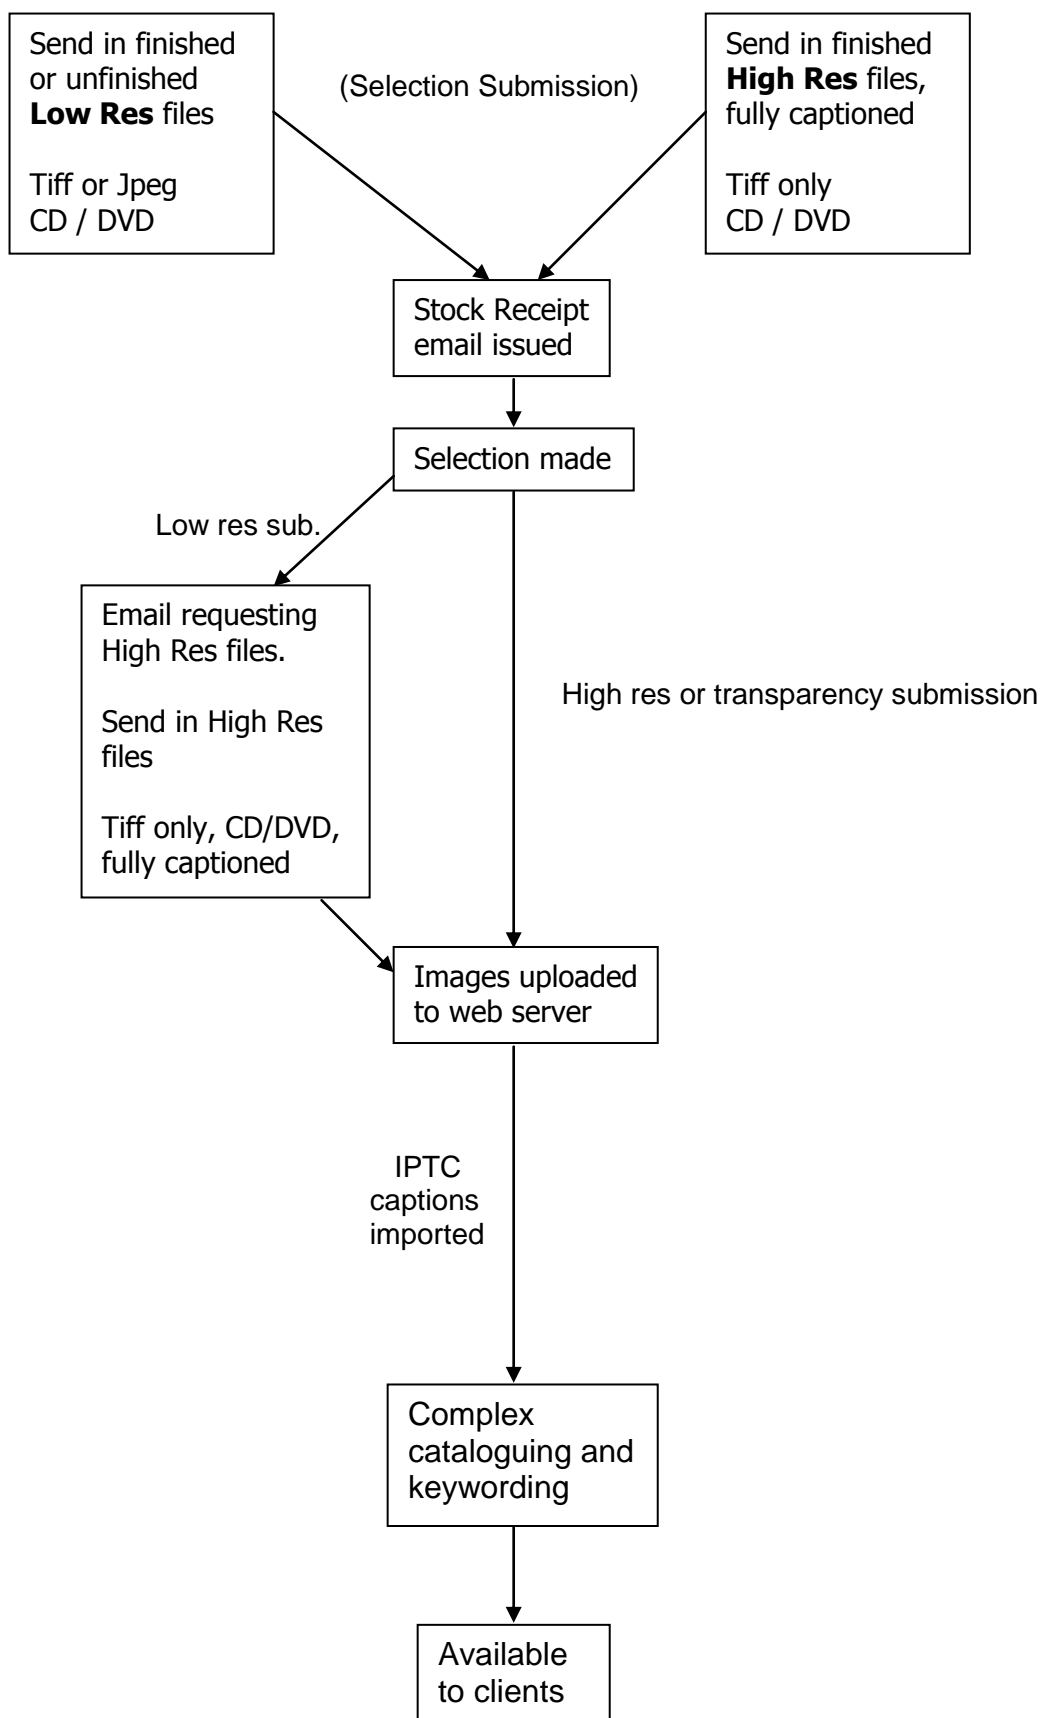 Send in finished
or unfinished
Low Res files
Tiff or Jpeg
CD / DVD
(Selection Submission)
Send in finished
High Res files,
fully captioned
Tiff only
CD / DVD
Stock Receipt
email issued
Selection made
Low res sub.
Email requesting
High Res files.
Send in High Res
files
Tiff only, CD/DVD,
fully captioned
High res or transparency submission
Images uploaded
to web server
IPTC
captions
imported
Complex
cataloguing and
keywording
Available
to clients